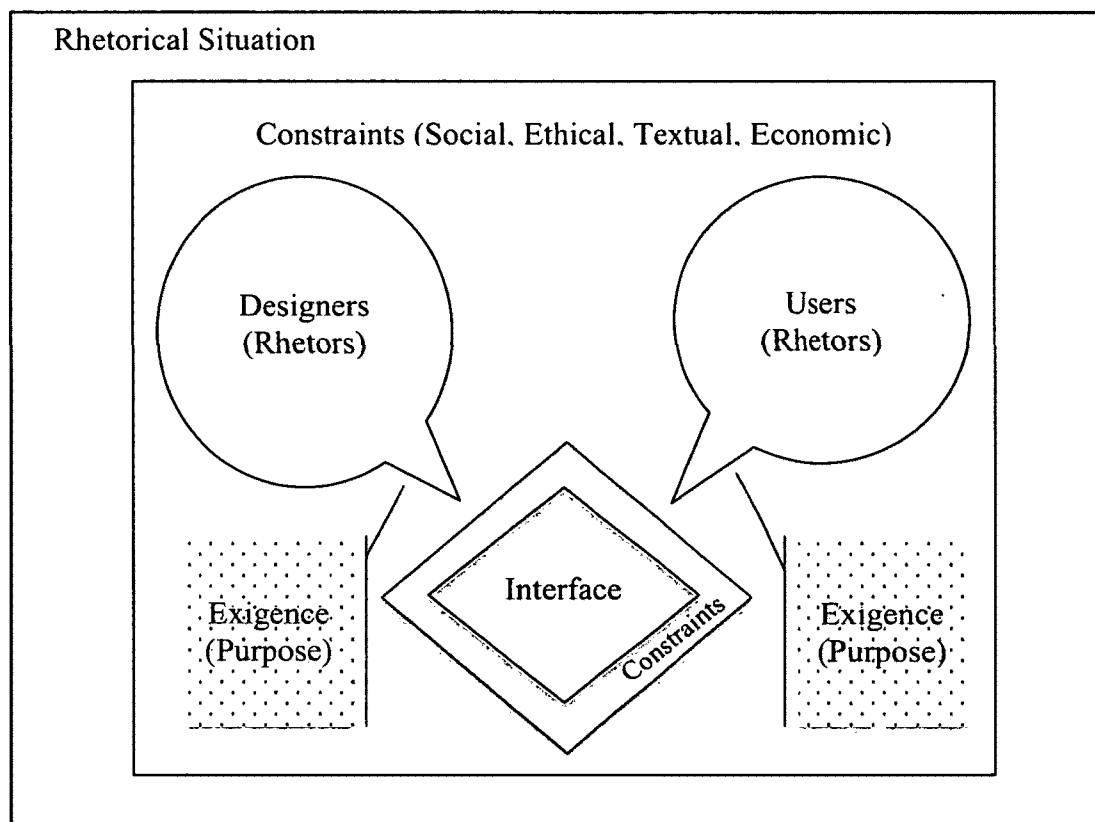 Rhetorical Situation
Constraints (Social, Ethical, Textual, Economic)
Designers
(Rhetors)
Users
(Rhetors)
Interface
Constraints
Exigence
(Purpose)
Exigence
(Purpose)